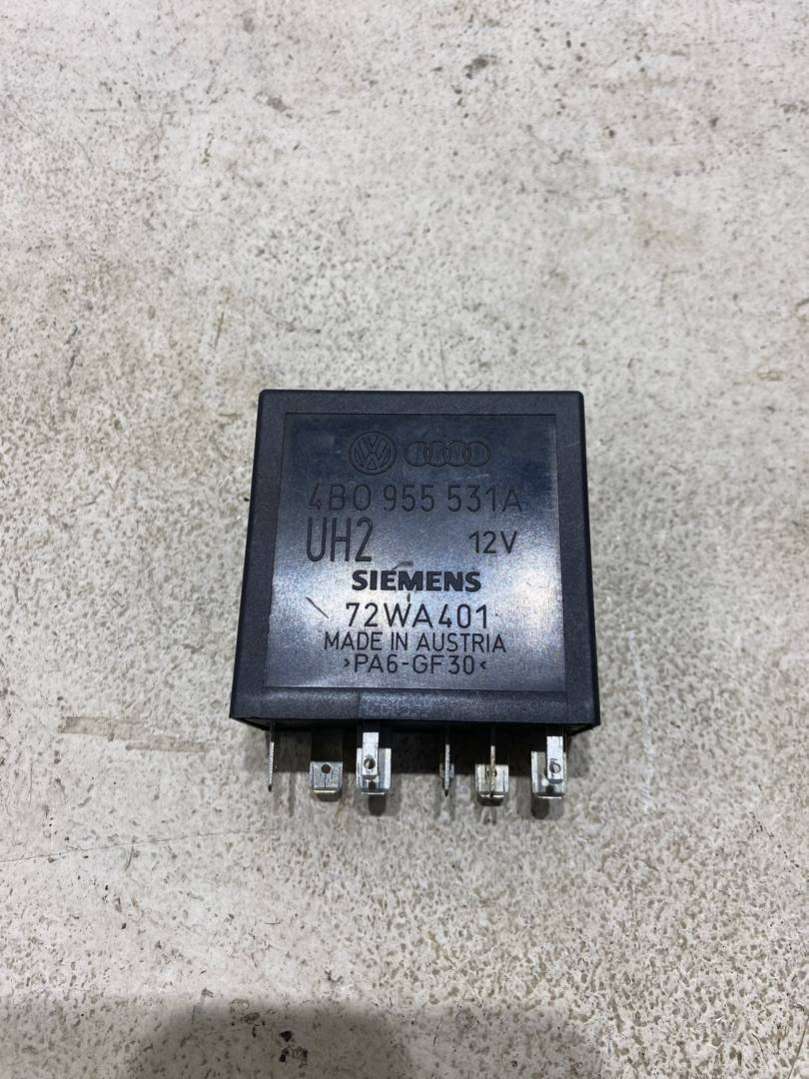 4B0 955 531A
UH2 12V
SIEMENS
72WA401
MADE IN AUSTRIA
>PA6-GF30<